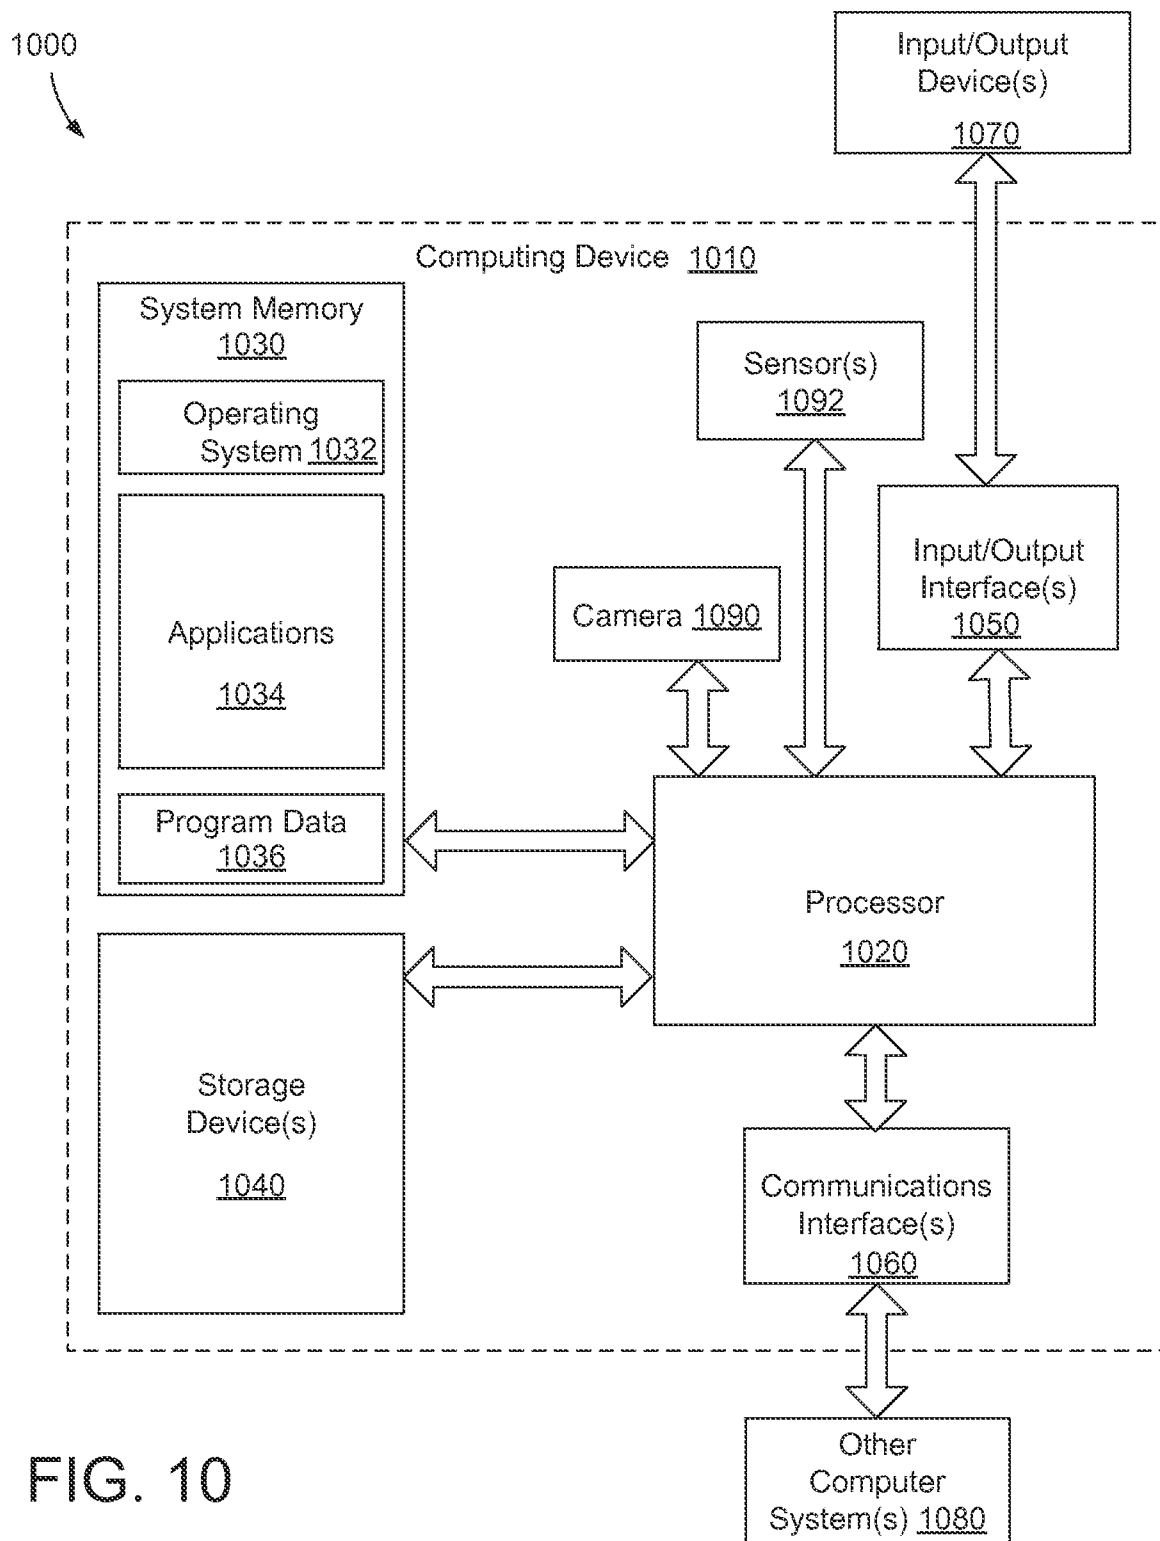 1000
Input/Output
Device(s)
1070
Computing Device 1010
System Memory
1030
Operating
System 1032
Applications
1034
Program Data
1036
Storage
Device(s)
1040
Sensor(s)
1092
Camera 1090
Input/Output
Interface(s)
1050
Processor
1020
Communications
Interface(s)
1060
Other
Computer
System(s) 1080
FIG. 10